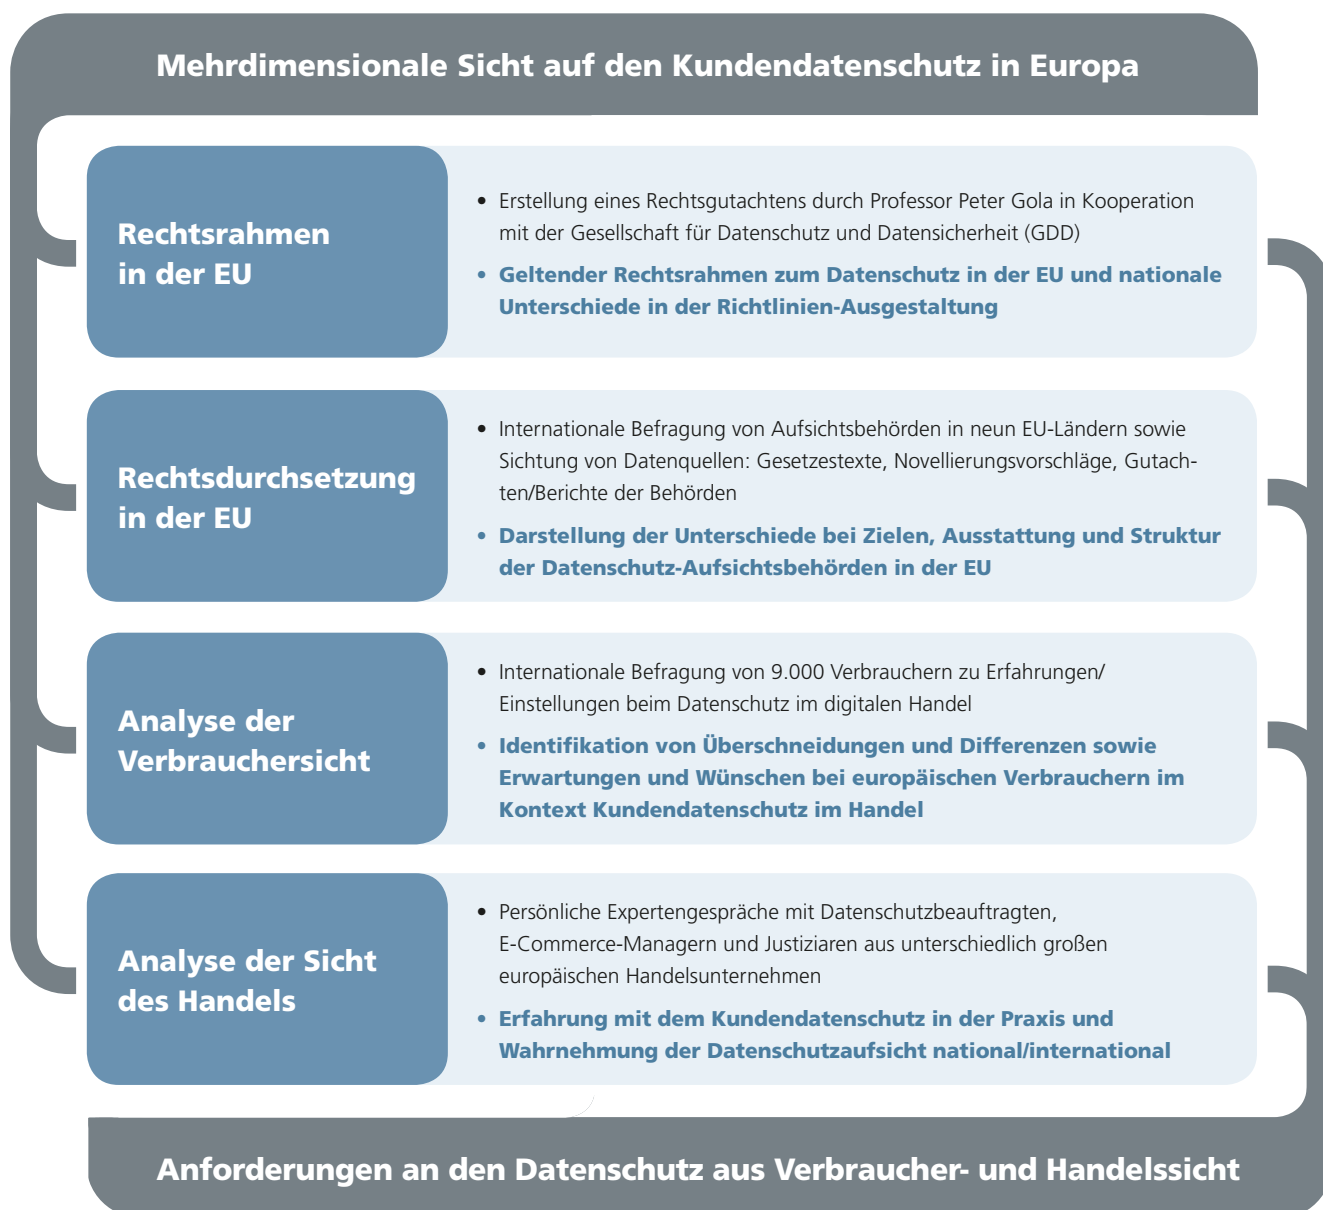 Mehrdimensionale Sicht auf den Kundendatenschutz in Europa
Rechtsrahmen
in der EU
• Erstellung eines Rechtsgutachtens durch Professor Peter Gola in Kooperation
mit der Gesellschaft für Datenschutz und Datensicherheit (GDD)
• Geltender Rechtsrahmen zum Datenschutz in der EU und nationale
Unterschiede in der Richtlinien-Ausgestaltung
Rechtsdurchsetzung
in der EU
• Internationale Befragung von Aufsichtsbehörden in neun EU-Ländern sowie
Sichtung von Datenquellen: Gesetzestexte, Novellierungsvorschläge, Gutach-
ten/Berichte der Behörden
• Darstellung der Unterschiede bei Zielen, Ausstattung und Struktur
der Datenschutz-Aufsichtsbehörden in der EU
Analyse der
Verbrauchersicht
• Internationale Befragung von 9.000 Verbrauchern zu Erfahrungen/
Einstellungen beim Datenschutz im digitalen Handel
• Identifikation von Überschneidungen und Differenzen sowie
Erwartungen und Wünschen bei europäischen Verbrauchern im
Kontext Kundendatenschutz im Handel
Analyse der Sicht
des Handels
• Persönliche Expertengespräche mit Datenschutzbeauftragten,
E-Commerce-Managern und Justiziaren aus unterschiedlich großen
europäischen Handelsunternehmen
• Erfahrung mit dem Kundendatenschutz in der Praxis und
Wahrnehmung der Datenschutzaufsicht national/international
Anforderungen an den Datenschutz aus Verbraucher- und Handelssicht